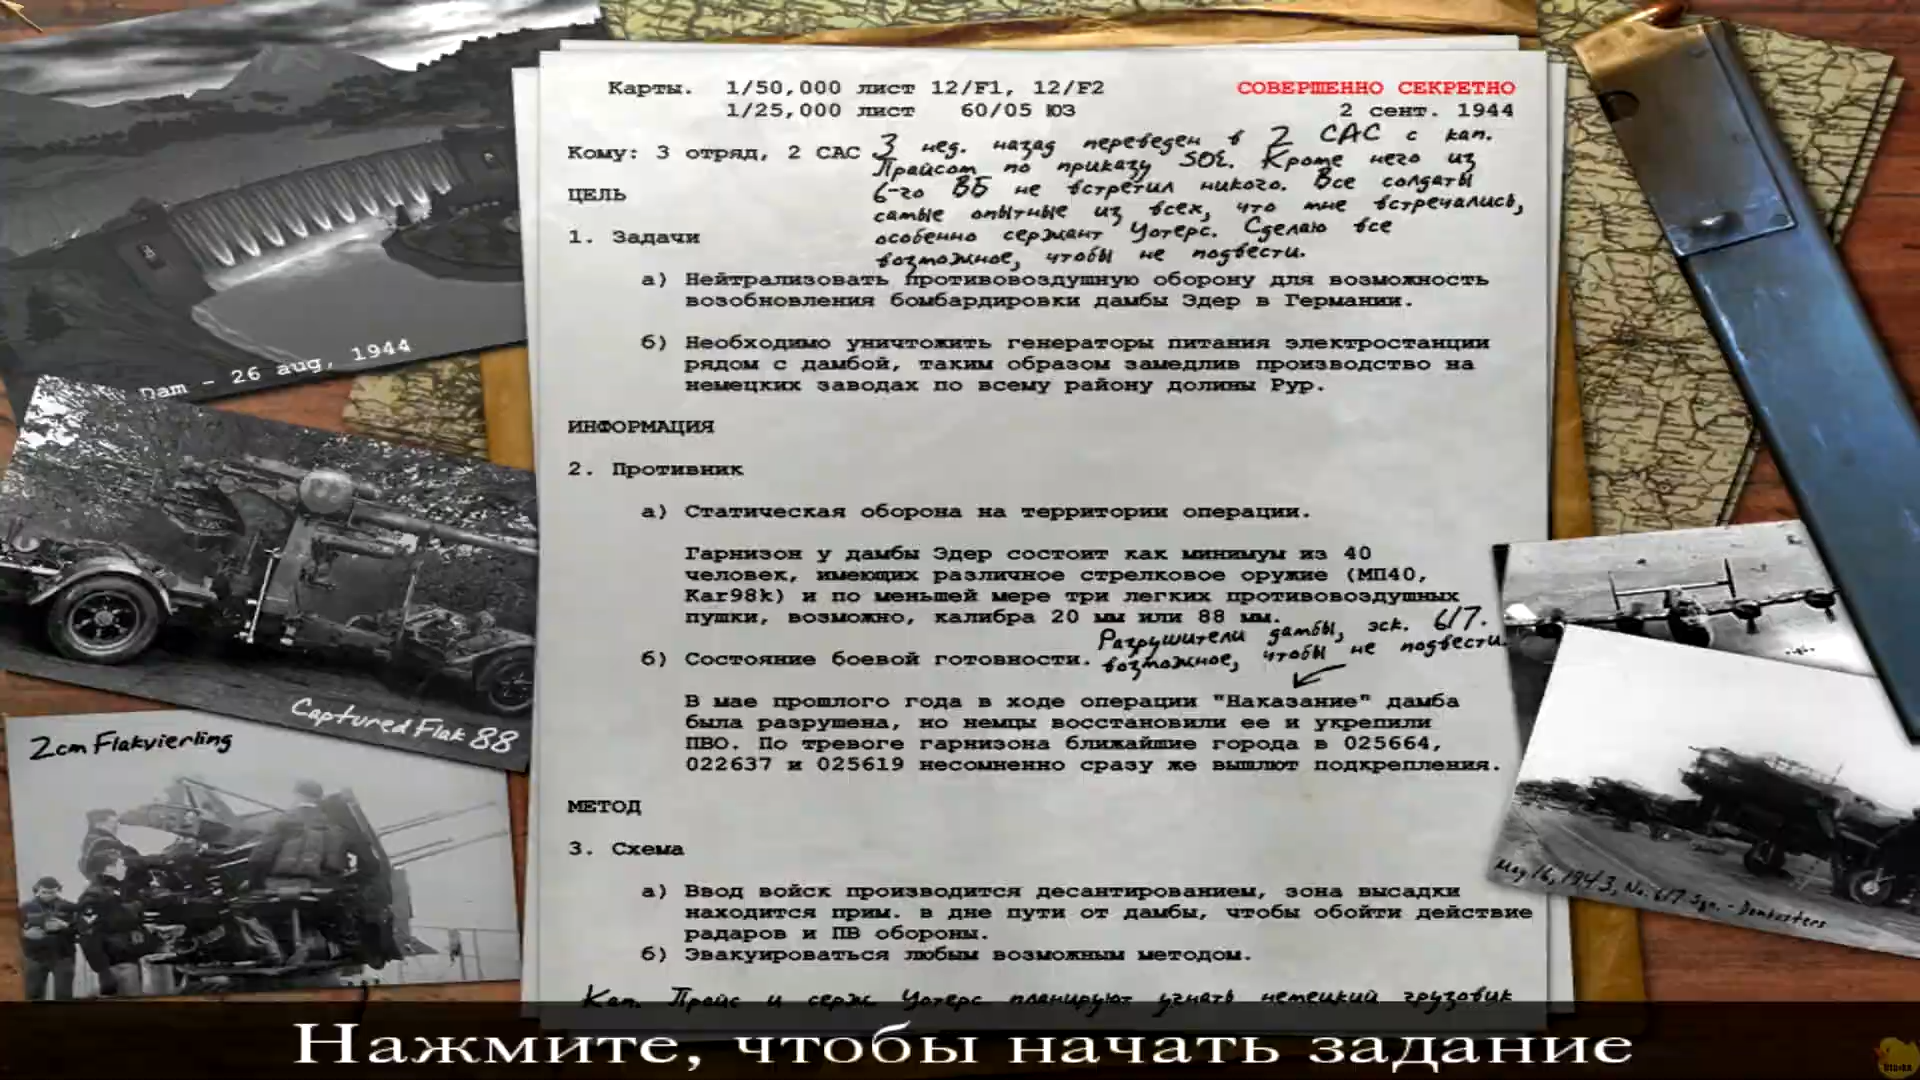 Карты. 1/50,000 лист 12/F1, 12/F2
1/25,000 лист 60/05 ЮЗ
СОВЕРШЕННО СЕКРЕТНО
2 сент. 1944
Кому: 3 отряд, 2 САС
3 нед. назад переведен в 2 САС с кап.
Прайсом по приказу SOE. Кроме него из
6-го ВБ не встретил никого. Все солдаты
самые опытные из всех, что мне встречались,
особенно сержант Уотерс. Сделаю все
возможное, чтобы не подвести.
ЦЕЛЬ
1. Задачи
а) Нейтрализовать противовоздушную оборону для возможность
возобновления бомбардировки дамбы Эдер в Германии.
б) Необходимо уничтожить генераторы питания электростанции
рядом с дамбой, таким образом замедлив производство на
немецких заводах по всему району долины Рур.
ИНФОРМАЦИЯ
2. Противник
а) Статическая оборона на территории операции.
Гарнизон у дамбы Эдер состоит как минимум из 40
человек, имеющих различное стрелковое оружие (МП40,
Kar98k) и по меньшей мере три легких противовоздушных
пушки, возможно, калибра 20 мм или 88 мм.
Разрушители дамбы, эск. 617.
возможное, чтобы не подвести.
б) Состояние боевой готовности.
В мае прошлого года в ходе операции "Наказание" дамба
была разрушена, но немцы восстановили ее и укрепили
ПВО. По тревоге гарнизона ближайшие города в 025664,
022637 и 025619 несомненно сразу же вышлют подкрепления.
МЕТОД
3. Схема
а) Ввод войск производится десантированием, зона высадки
находится прим. в дне пути от дамбы, чтобы обойти действие
радаров и ПВ обороны.
б) Эвакуироваться любым возможным методом.
Кап. Прайс и серж Уотерс планируют угнать немецкий грузовик
Dam - 26 aug, 1944
Captured Flak 88
2cm Flakvierling
May 16, 1943, No. 617 Sqn. - Dambusters
Нажмите, чтобы начать задание